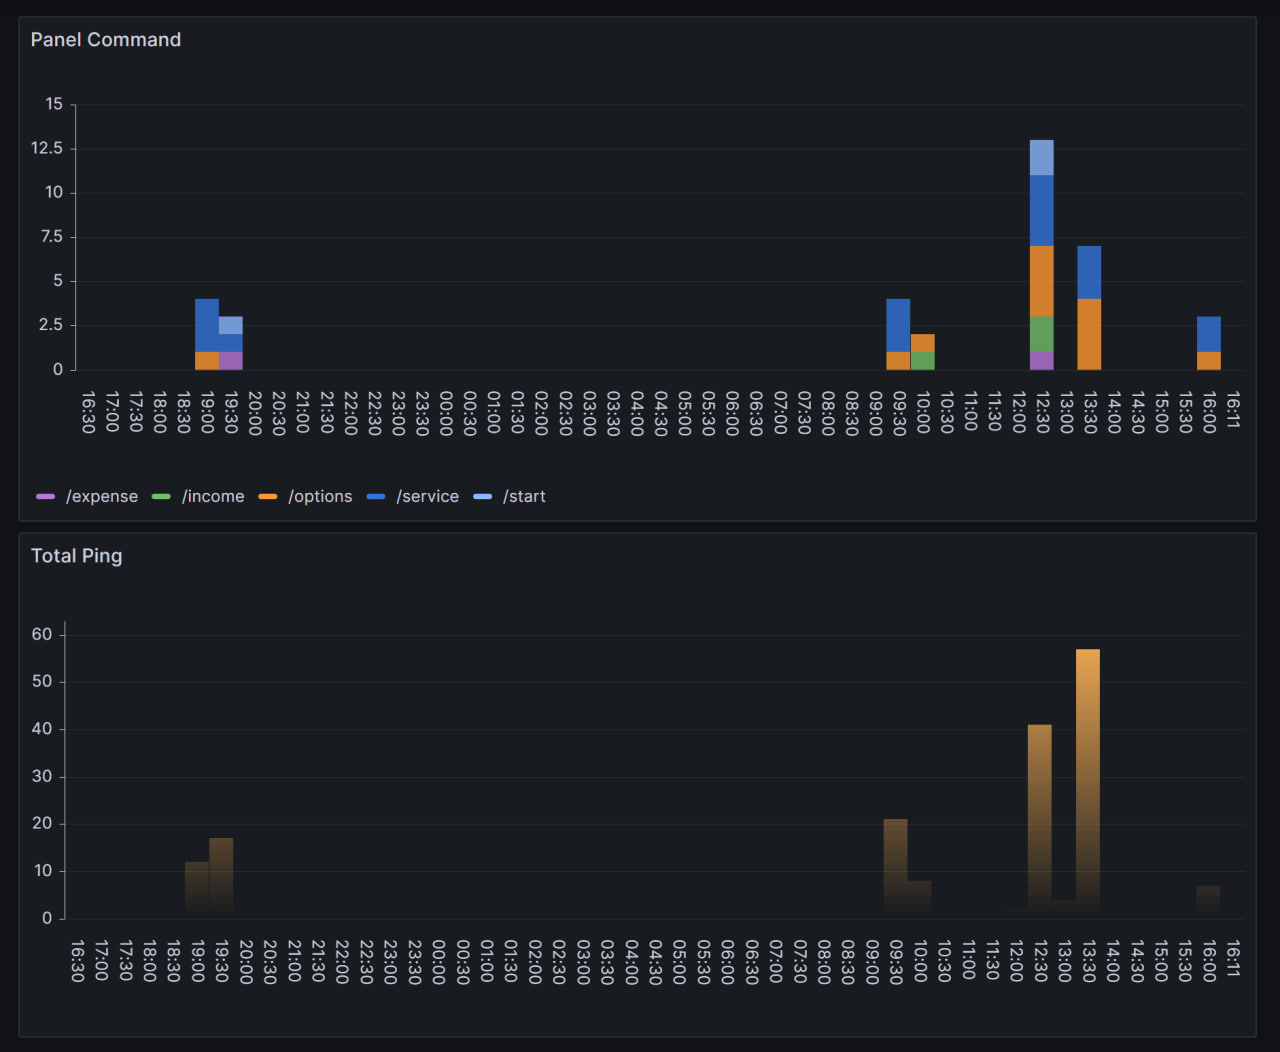 Panel Command
15
12.5
10
7.5
5
2.5
0
16:30 17:00 17:30 18:00 18:30 19:00 19:30 20:00 20:30 21:00 21:30 22:00 22:30 23:00 23:30 00:00 00:30 01:00 01:30 02:00 02:30 03:00 03:30 04:00 04:30 05:00 05:30 06:00 06:30 07:00 07:30 08:00 08:30 09:00 09:30 10:00 10:30 11:00 11:30 12:00 12:30 13:00 13:30 14:00 14:30 15:00 15:30 16:00 16:11
/expense /income /options /service /start
Total Ping
60
50
40
30
20
10
0
16:30 17:00 17:30 18:00 18:30 19:00 19:30 20:00 20:30 21:00 21:30 22:00 22:30 23:00 23:30 00:00 00:30 01:00 01:30 02:00 02:30 03:00 03:30 04:00 04:30 05:00 05:30 06:00 06:30 07:00 07:30 08:00 08:30 09:00 09:30 10:00 10:30 11:00 11:30 12:00 12:30 13:00 13:30 14:00 14:30 15:00 15:30 16:00 16:11